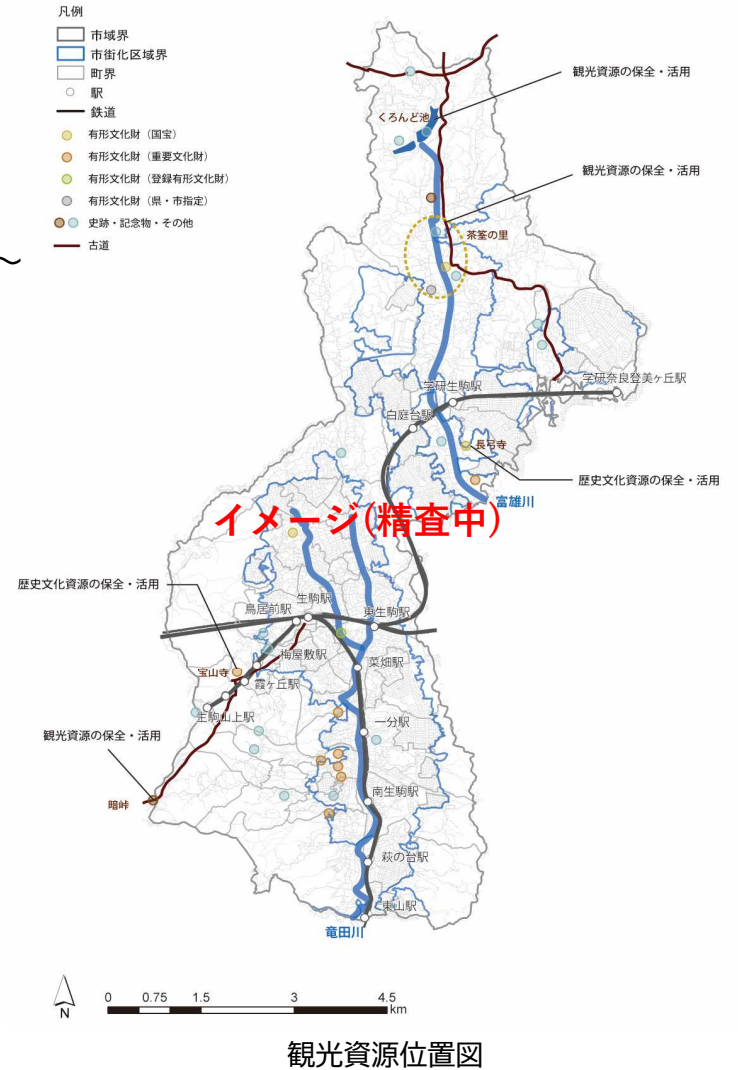 凡例
市域界
市街化区域界
町界
駅
鉄道
有形文化財（国宝）
有形文化財（重要文化財）
有形文化財（登録有形文化財）
有形文化財（県・市指定）
史跡・記念物・その他
古道
～
観光資源の保全・活用
くろんど池
観光資源の保全・活用
茶筌の里
学研奈良登美ヶ丘駅
学研生駒駅
白庭台駅
長弓寺
歴史文化資源の保全・活用
富雄川
イメージ(精査中)
歴史文化資源の保全・活用
生駒駅
鳥居前駅
東生駒駅
梅屋敷駅
菜畑駅
宝山寺
霞ヶ丘駅
生駒山上駅
一分駅
観光資源の保全・活用
南生駒駅
暗峠
萩の台駅
東山駅
竜田川
N
0 0.75 1.5 3 4.5
km
観光資源位置図